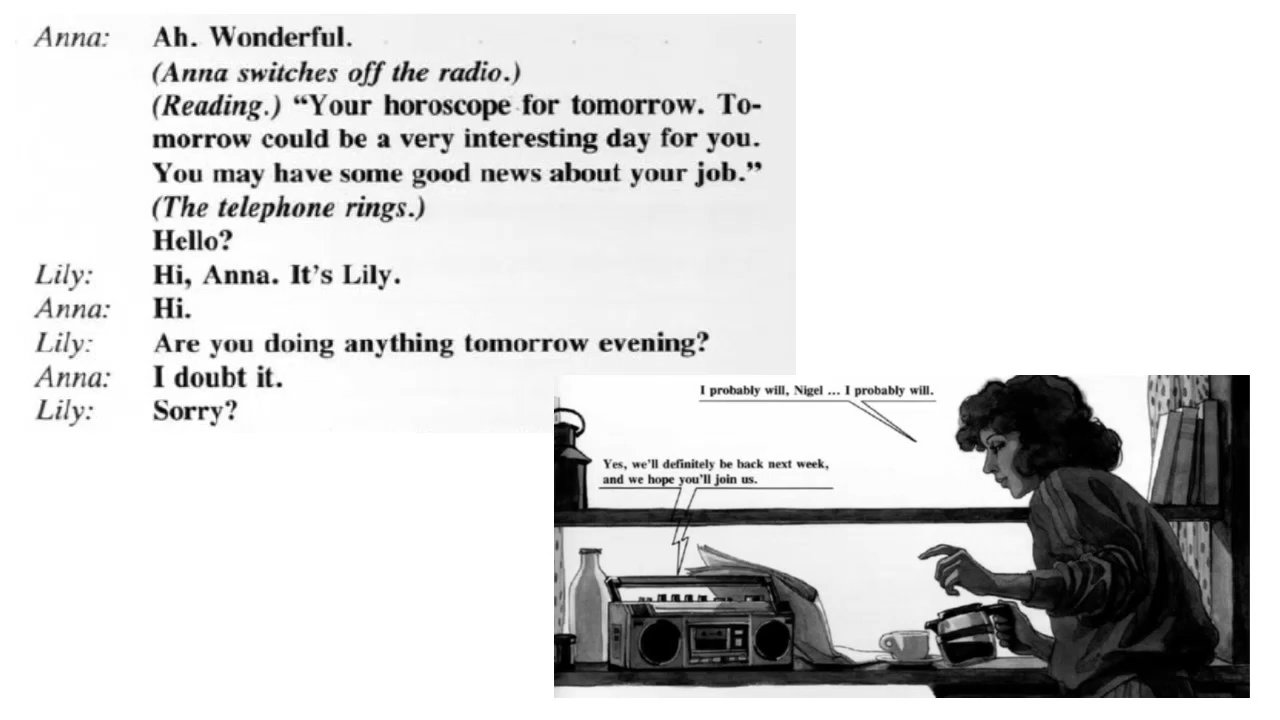 Anna: Ah. Wonderful.
(Anna switches off the radio.)
(Reading.) “Your horoscope for tomorrow. To-
morrow could be a very interesting day for you.
You may have some good news about your job.”
(The telephone rings.)
Hello?
Lily: Hi, Anna. It’s Lily.
Anna: Hi.
Lily: Are you doing anything tomorrow evening?
Anna: I doubt it.
Lily: Sorry?
I probably will, Nigel ... I probably will.
Yes, we’ll definitely be back next week,
and we hope you’ll join us.